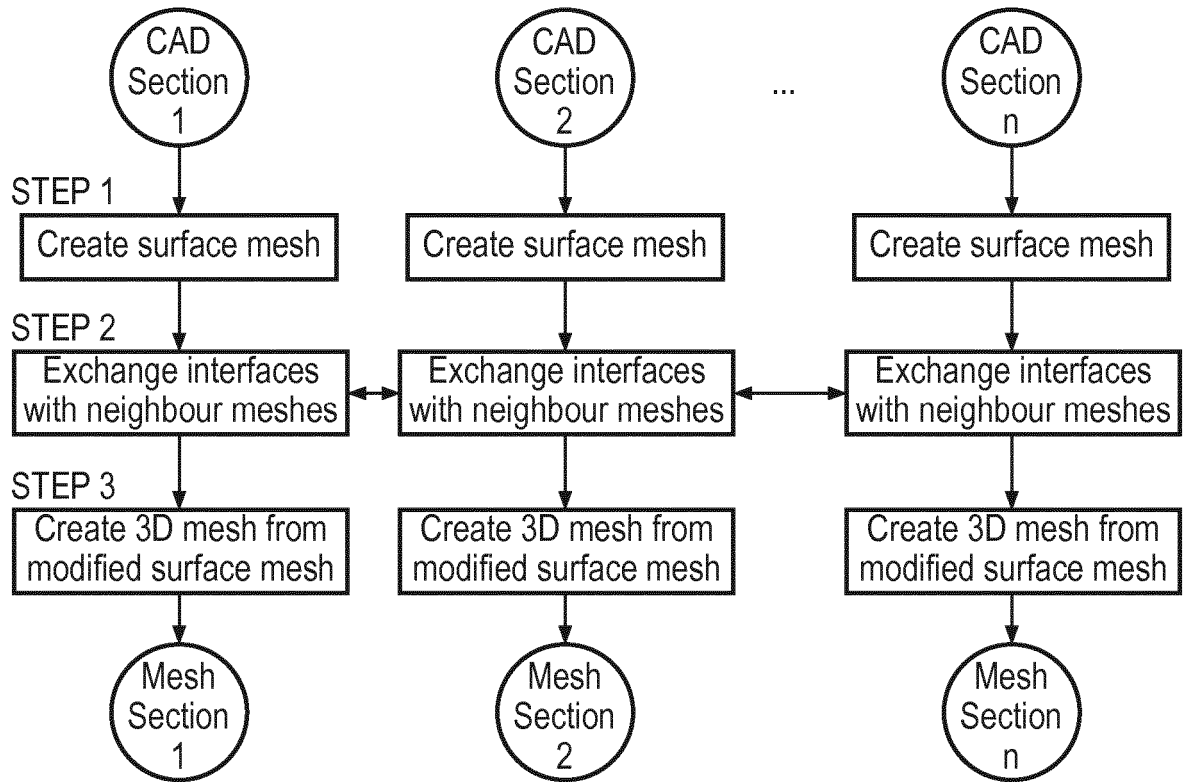 CAD
Section
1
CAD
Section
2
...
CAD
Section
n
STEP 1
Create surface mesh
Create surface mesh
Create surface mesh
STEP 2
Exchange interfaces
with neighbour meshes
Exchange interfaces
with neighbour meshes
Exchange interfaces
with neighbour meshes
STEP 3
Create 3D mesh from
modified surface mesh
Create 3D mesh from
modified surface mesh
Create 3D mesh from
modified surface mesh
Mesh
Section
1
Mesh
Section
2
Mesh
Section
n